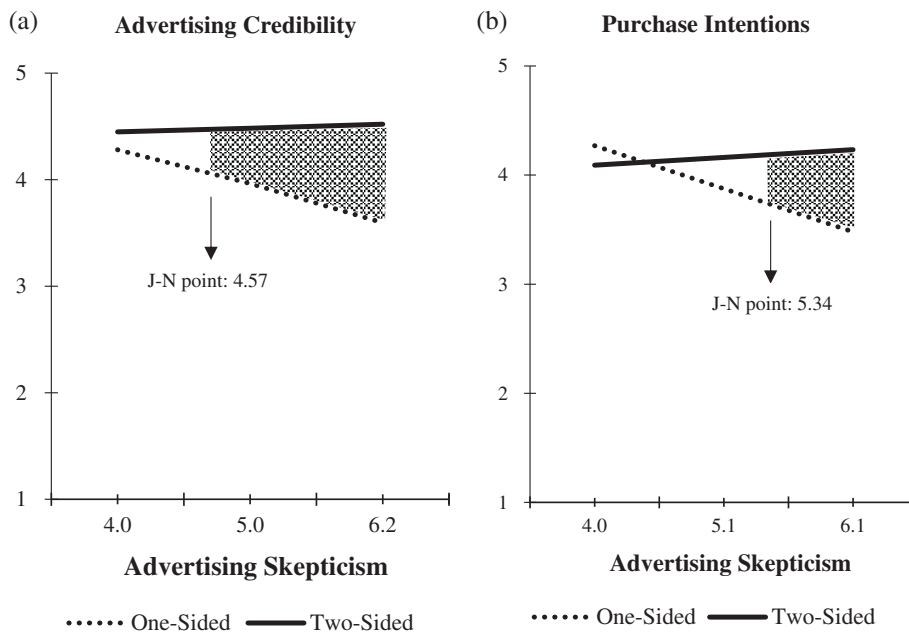 (a)
Advertising Credibility
5
4
3
2
1
J-N point: 4.57
4.0 5.0 6.2
Advertising Skepticism
One-Sided Two-Sided
(b)
Purchase Intentions
5
4
3
2
1
J-N point: 5.34
4.0 5.1 6.1
Advertising Skepticism
One-Sided Two-Sided